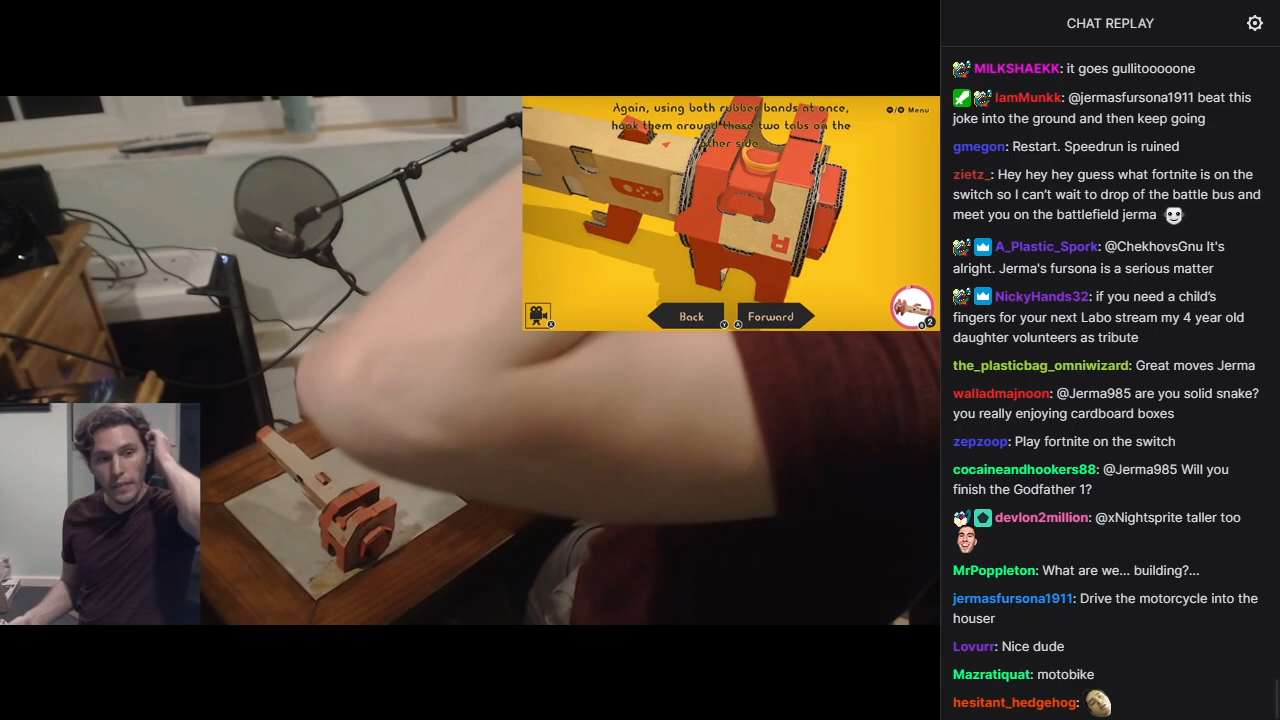 CHAT REPLAY
Again, using both rubber bands at once,
hook them around these two tabs on the
other side.
Menu
Back
Forward
Y
A
X
B
2
MILKSHAEKK: it goes gullitooooone
IamMunkk: @jermasfursona1911 beat this
joke into the ground and then keep going
gmegon: Restart. Speedrun is ruined
zietz_: Hey hey hey guess what fortnite is on the
switch so I can't wait to drop of the battle bus and
meet you on the battlefield jerma
A_Plastic_Spork: @ChekhovsGnu It's
alright. Jerma's fursona is a serious matter
NickyHands32: if you need a child's
fingers for your next Labo stream my 4 year old
daughter volunteers as tribute
the_plasticbag_omniwizard: Great moves Jerma
walladmajnoon: @Jerma985 are you solid snake?
you really enjoying cardboard boxes
zepzoop: Play fortnite on the switch
cocaineandhookers88: @Jerma985 Will you
finish the Godfather 1?
devlon2million: @xNightsprite taller too
MrPoppleton: What are we... building?...
jermasfursona1911: Drive the motorcycle into the
houser
Lovurr: Nice dude
Mazratiquat: motobike
hesitant_hedgehog: